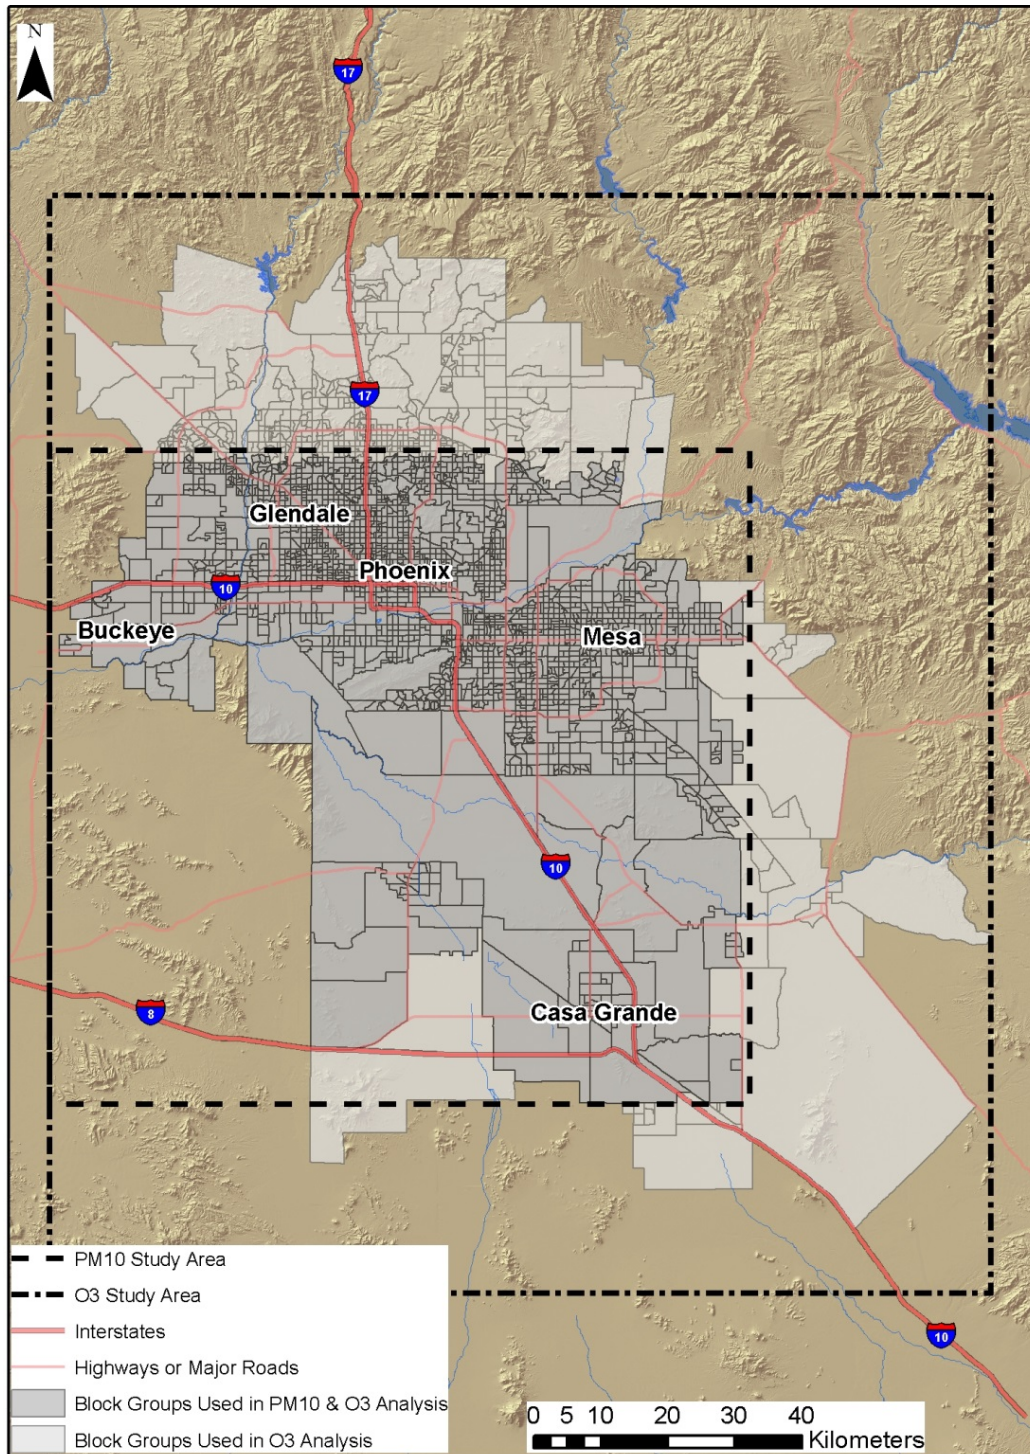 N
17
17
Glendale
Phoenix
10
Buckeye
Mesa
10
Casa Grande
8
PM10 Study Area
O3 Study Area
Interstates
10
Highways or Major Roads
Block Groups Used in PM10 & O3 Analysis
Block Groups Used in O3 Analysis
0 5 10 20 30 40
Kilometers